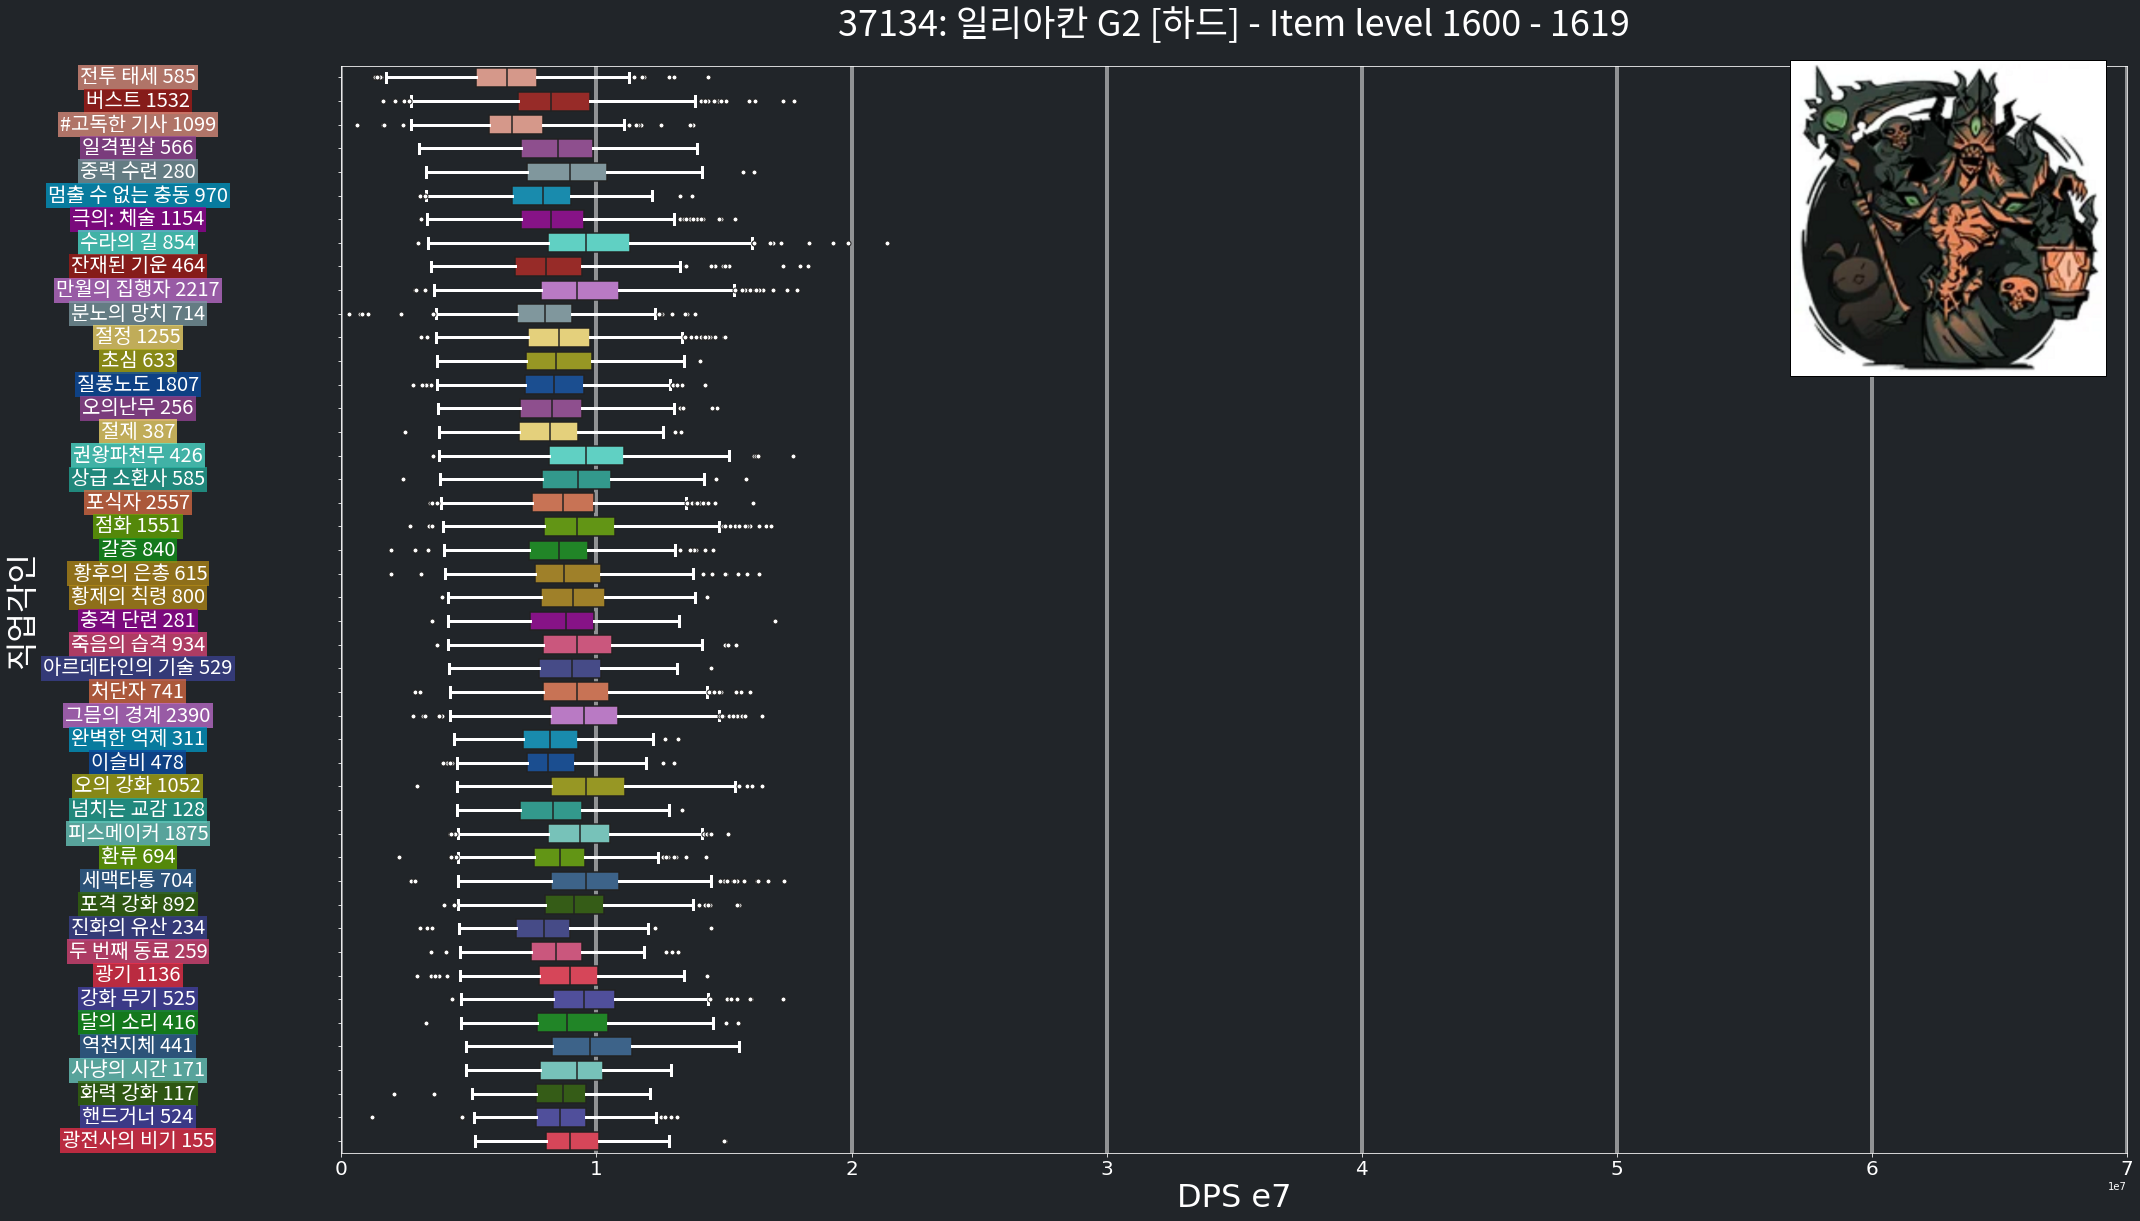 37134: 일리아칸 G2 [하드] - Item level 1600 - 1619
직업각인
전투 태세 585
버스트 1532
#고독한 기사 1099
일격필살 566
중력 수련 280
멈출 수 없는 충동 970
극의: 체술 1154
수라의 길 854
잔재된 기운 464
만월의 집행자 2217
분노의 망치 714
절정 1255
초심 633
질풍노도 1807
오의난무 256
절제 387
권왕파천무 426
상급 소환사 585
포식자 2557
점화 1551
갈증 840
황후의 은총 615
황제의 칙령 800
충격 단련 281
죽음의 습격 934
아르데타인의 기술 529
처단자 741
그믐의 경계 2390
완벽한 억제 311
이슬비 478
오의 강화 1052
넘치는 교감 128
피스메이커 1875
환류 694
세맥타통 704
포격 강화 892
진화의 유산 234
두 번째 동료 259
광기 1136
강화 무기 525
달의 소리 416
역천지체 441
사냥의 시간 171
화력 강화 117
핸드거너 524
광전사의 비기 155
0 1 2 3 4 5 6 7
DPS e7
1e7